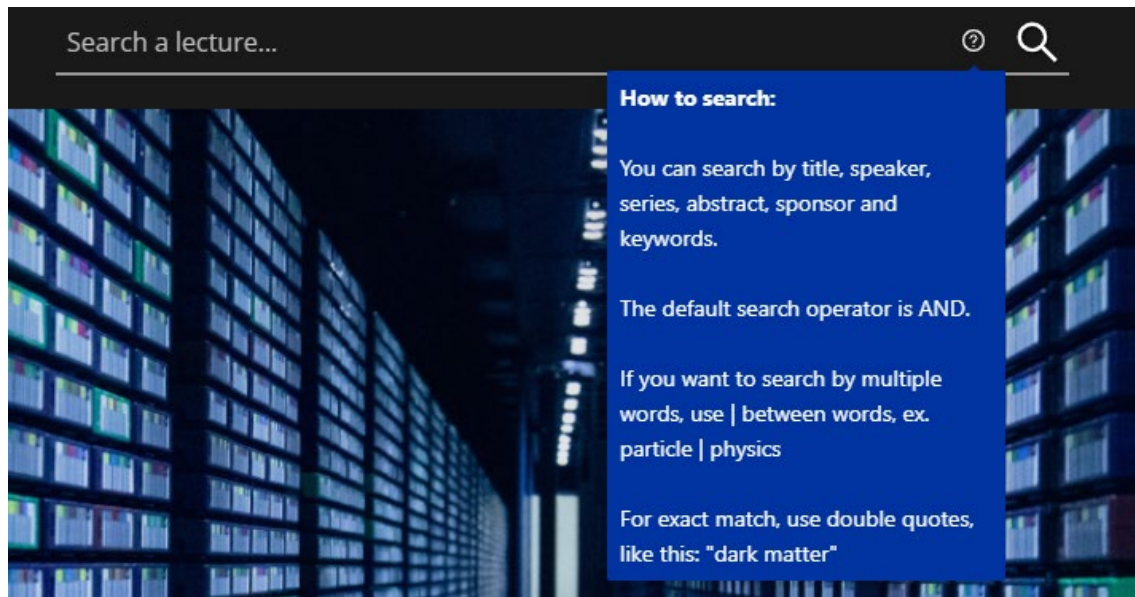 Search a lecture...
How to search:
You can search by title, speaker,
series, abstract, sponsor and
keywords.
The default search operator is AND.
If you want to search by multiple
words, use | between words, ex.
particle | physics
For exact match, use double quotes,
like this: "dark matter"